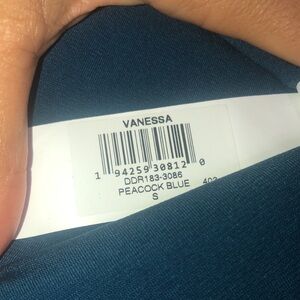 VANESSA
1 94259 30812 0
DDR183-3086
PEACOCK BLUE
S